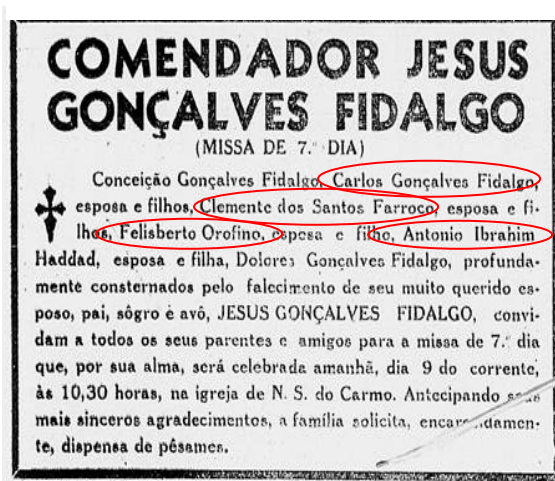 COMENDADOR JESUS
GONÇALVES FIDALGO
(MISSA DE 7.º DIA)
Conceição Gonçalves Fidalgo, Carlos Gonçalves Fidalgo,
esposa e filhos, Clemente dos Santos Farroco, esposa e fi-
lhos, Felisberto Orofino, esposa e filho, Antonio Ibrahim
Haddad, esposa e filha, Dolores Gonçalves Fidalgo, profunda-
mente consternados pelo falecimento de seu muito querido es-
poso, pai, sôgro e avô, JESUS GONÇALVES FIDALGO, convi-
dam a todos os seus parentes e amigos para a missa de 7.º dia
que, por sua alma, será celebrada amanhã, dia 9 do corrente,
às 10,30 horas, na igreja de N. S. do Carmo. Antecipando seus
mais sinceros agradecimentos, a família solicita, encarecidamen-
te, dispensa de pêsames.